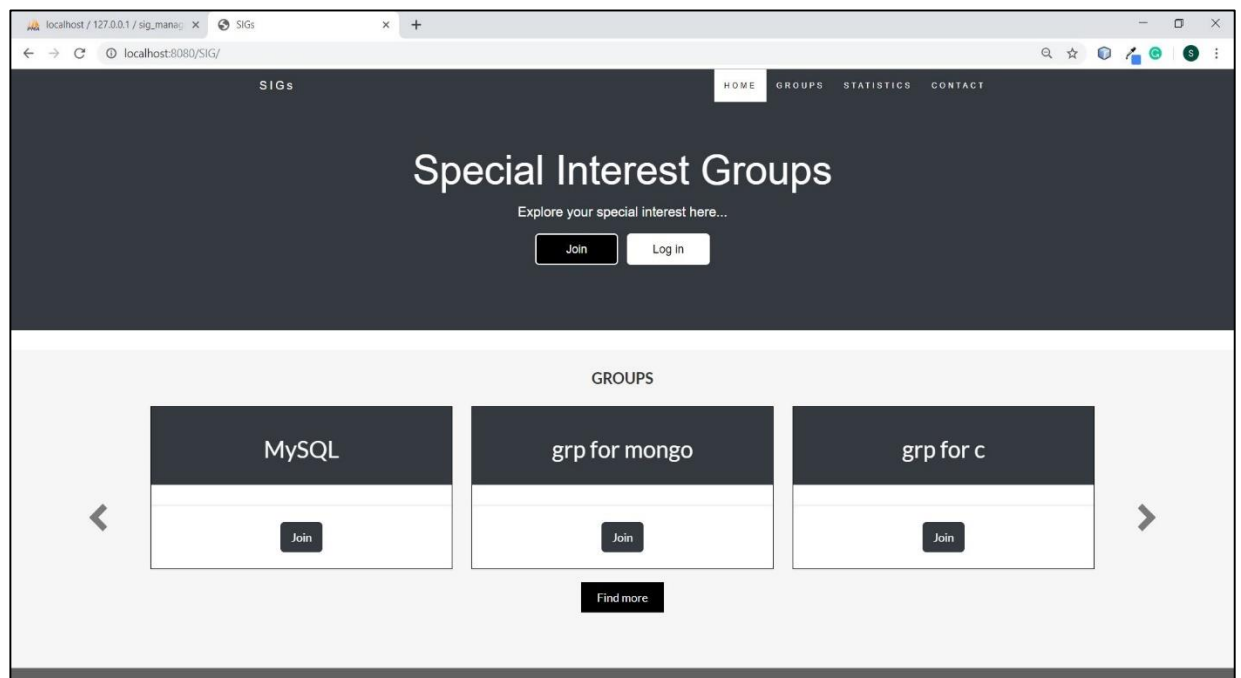 localhost / 127.0.0.1 / sig_manag
SIGs
localhost:8080/SIG/
S
SIGs
HOME GROUPS STATISTICS CONTACT
Special Interest Groups
Explore your special interest here...
Join Log in
GROUPS
MySQL grp for mongo grp for c
Join Join Join
Find more